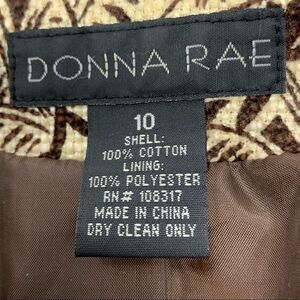 DONNA RAE
10
SHELL:
100% COTTON
LINING:
100% POLYESTER
RN# 108317
MADE IN CHINA
DRY CLEAN ONLY